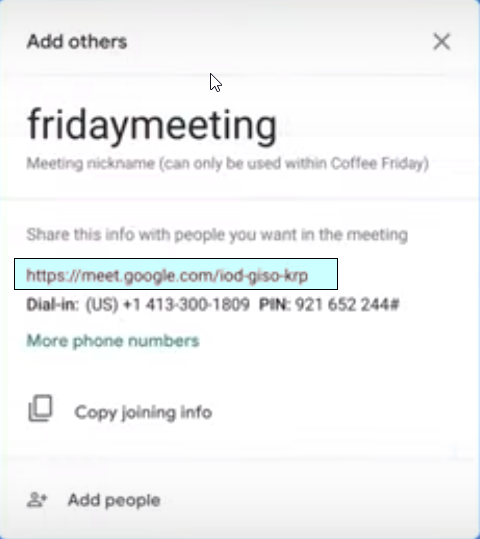 Add others
fridaymeeting
Meeting nickname (can only be used within Coffee Friday)
Share this info with people you want in the meeting
https://meet.google.com/iod-giso-krp
Dial-in: (US) +1 413-300-1809 PIN: 921 652 244#
More phone numbers
Copy joining info
Add people